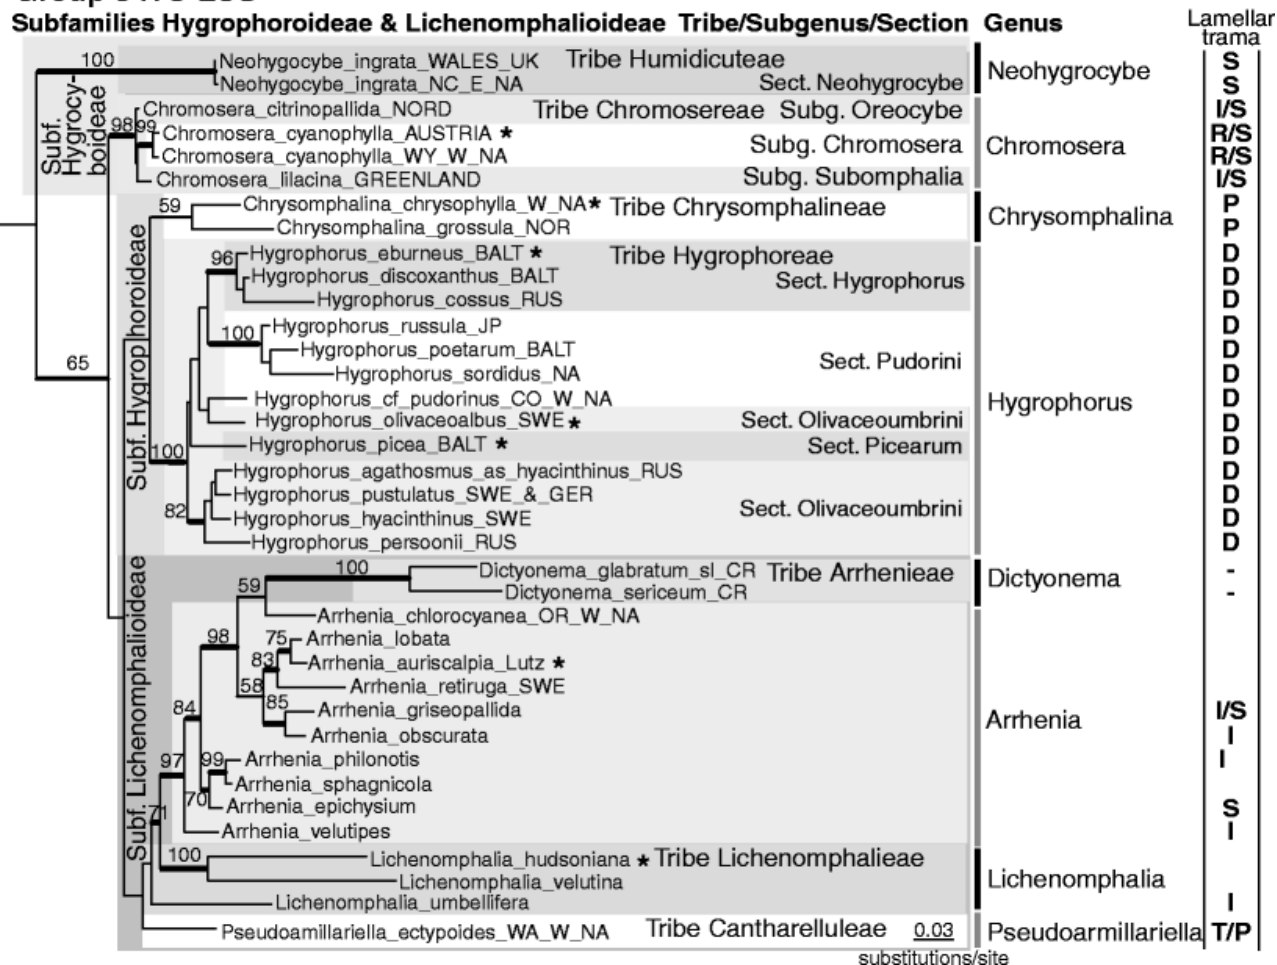 Subfamilies Hygrophoroideae & Lichenomphalioideae Tribe/Subgenus/Section Genus Lamellar trama
100 Neohygrocybe_ingrata_WALES_UK Tribe Humidicuteae S
Neohygrocybe_ingrata_NC_E_NA Sect. Neohygrocybe Neohygrocybe S
Subf. Hygrocy-boideae
Chromosera_citrinopallida_NORD Tribe Chromosereae Subg. Oreocybe I/S
98 99 Chromosera_cyanophylla_AUSTRIA * R/S
Subg. Chromosera Chromosera
Chromosera_cyanophylla_WY_W_NA R/S
Chromosera_lilacina_GREENLAND Subg. Subomphalia I/S
59 Chrysomphalina_chrysophylla_W_NA* Tribe Chrysomphalineae P
Chrysomphalina
Chrysomphalina_grossula_NOR P
Subf. Hygrophoroideae
96 Hygrophorus_eburneus_BALT * Tribe Hygrophoreae D
Hygrophorus_discoxanthus_BALT Sect. Hygrophorus D
Hygrophorus_cossus_RUS D
100 Hygrophorus_russula_JP D
Hygrophorus_poetarum_BALT D
65 Sect. Pudorini
Hygrophorus_sordidus_NA D
Hygrophorus_cf_pudorinus_CO_W_NA Hygrophorus D
Hygrophorus_olivaceoalbus_SWE * Sect. Olivaceoumbrini D
100 Hygrophorus_picea_BALT * Sect. Picearum D
Hygrophorus_agathosmus_as_hyacinthinus_RUS D
Hygrophorus_pustulatus_SWE_&_GER D
82 Hygrophorus_hyacinthinus_SWE Sect. Olivaceoumbrini D
Hygrophorus_persoonii_RUS D
Subf. Lichenomphalioideae
100 Dictyonema_glabratum_sl_CR Tribe Arrhenieae -
Dictyonema
Dictyonema_sericeum_CR -
59 Arrhenia_chlorocyanea_OR_W_NA
98 75 Arrhenia_lobata
83 Arrhenia_auriscalpia_Lutz *
58 Arrhenia_retiruga_SWE
84 85 Arrhenia_griseopallida Arrhenia I/S
Arrhenia_obscurata I
97 99 Arrhenia_philonotis I
Arrhenia_sphagnicola
70 Arrhenia_epichysium S
71 Arrhenia_velutipes I
100 Lichenomphalia_hudsoniana * Tribe Lichenomphalieae
Lichenomphalia_velutina Lichenomphalia
Lichenomphalia_umbellifera I
Pseudoamillariella_ectypoides_WA_W_NA Tribe Cantharelluleae 0.03 Pseudoarmillariella T/P
substitutions/site